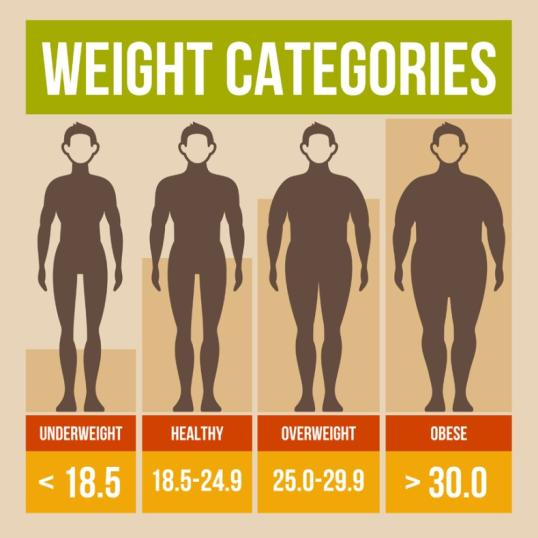 WEIGHT CATEGORIES
UNDERWEIGHT
< 18.5
HEALTHY
18.5-24.9
OVERWEIGHT
25.0-29.9
OBESE
> 30.0